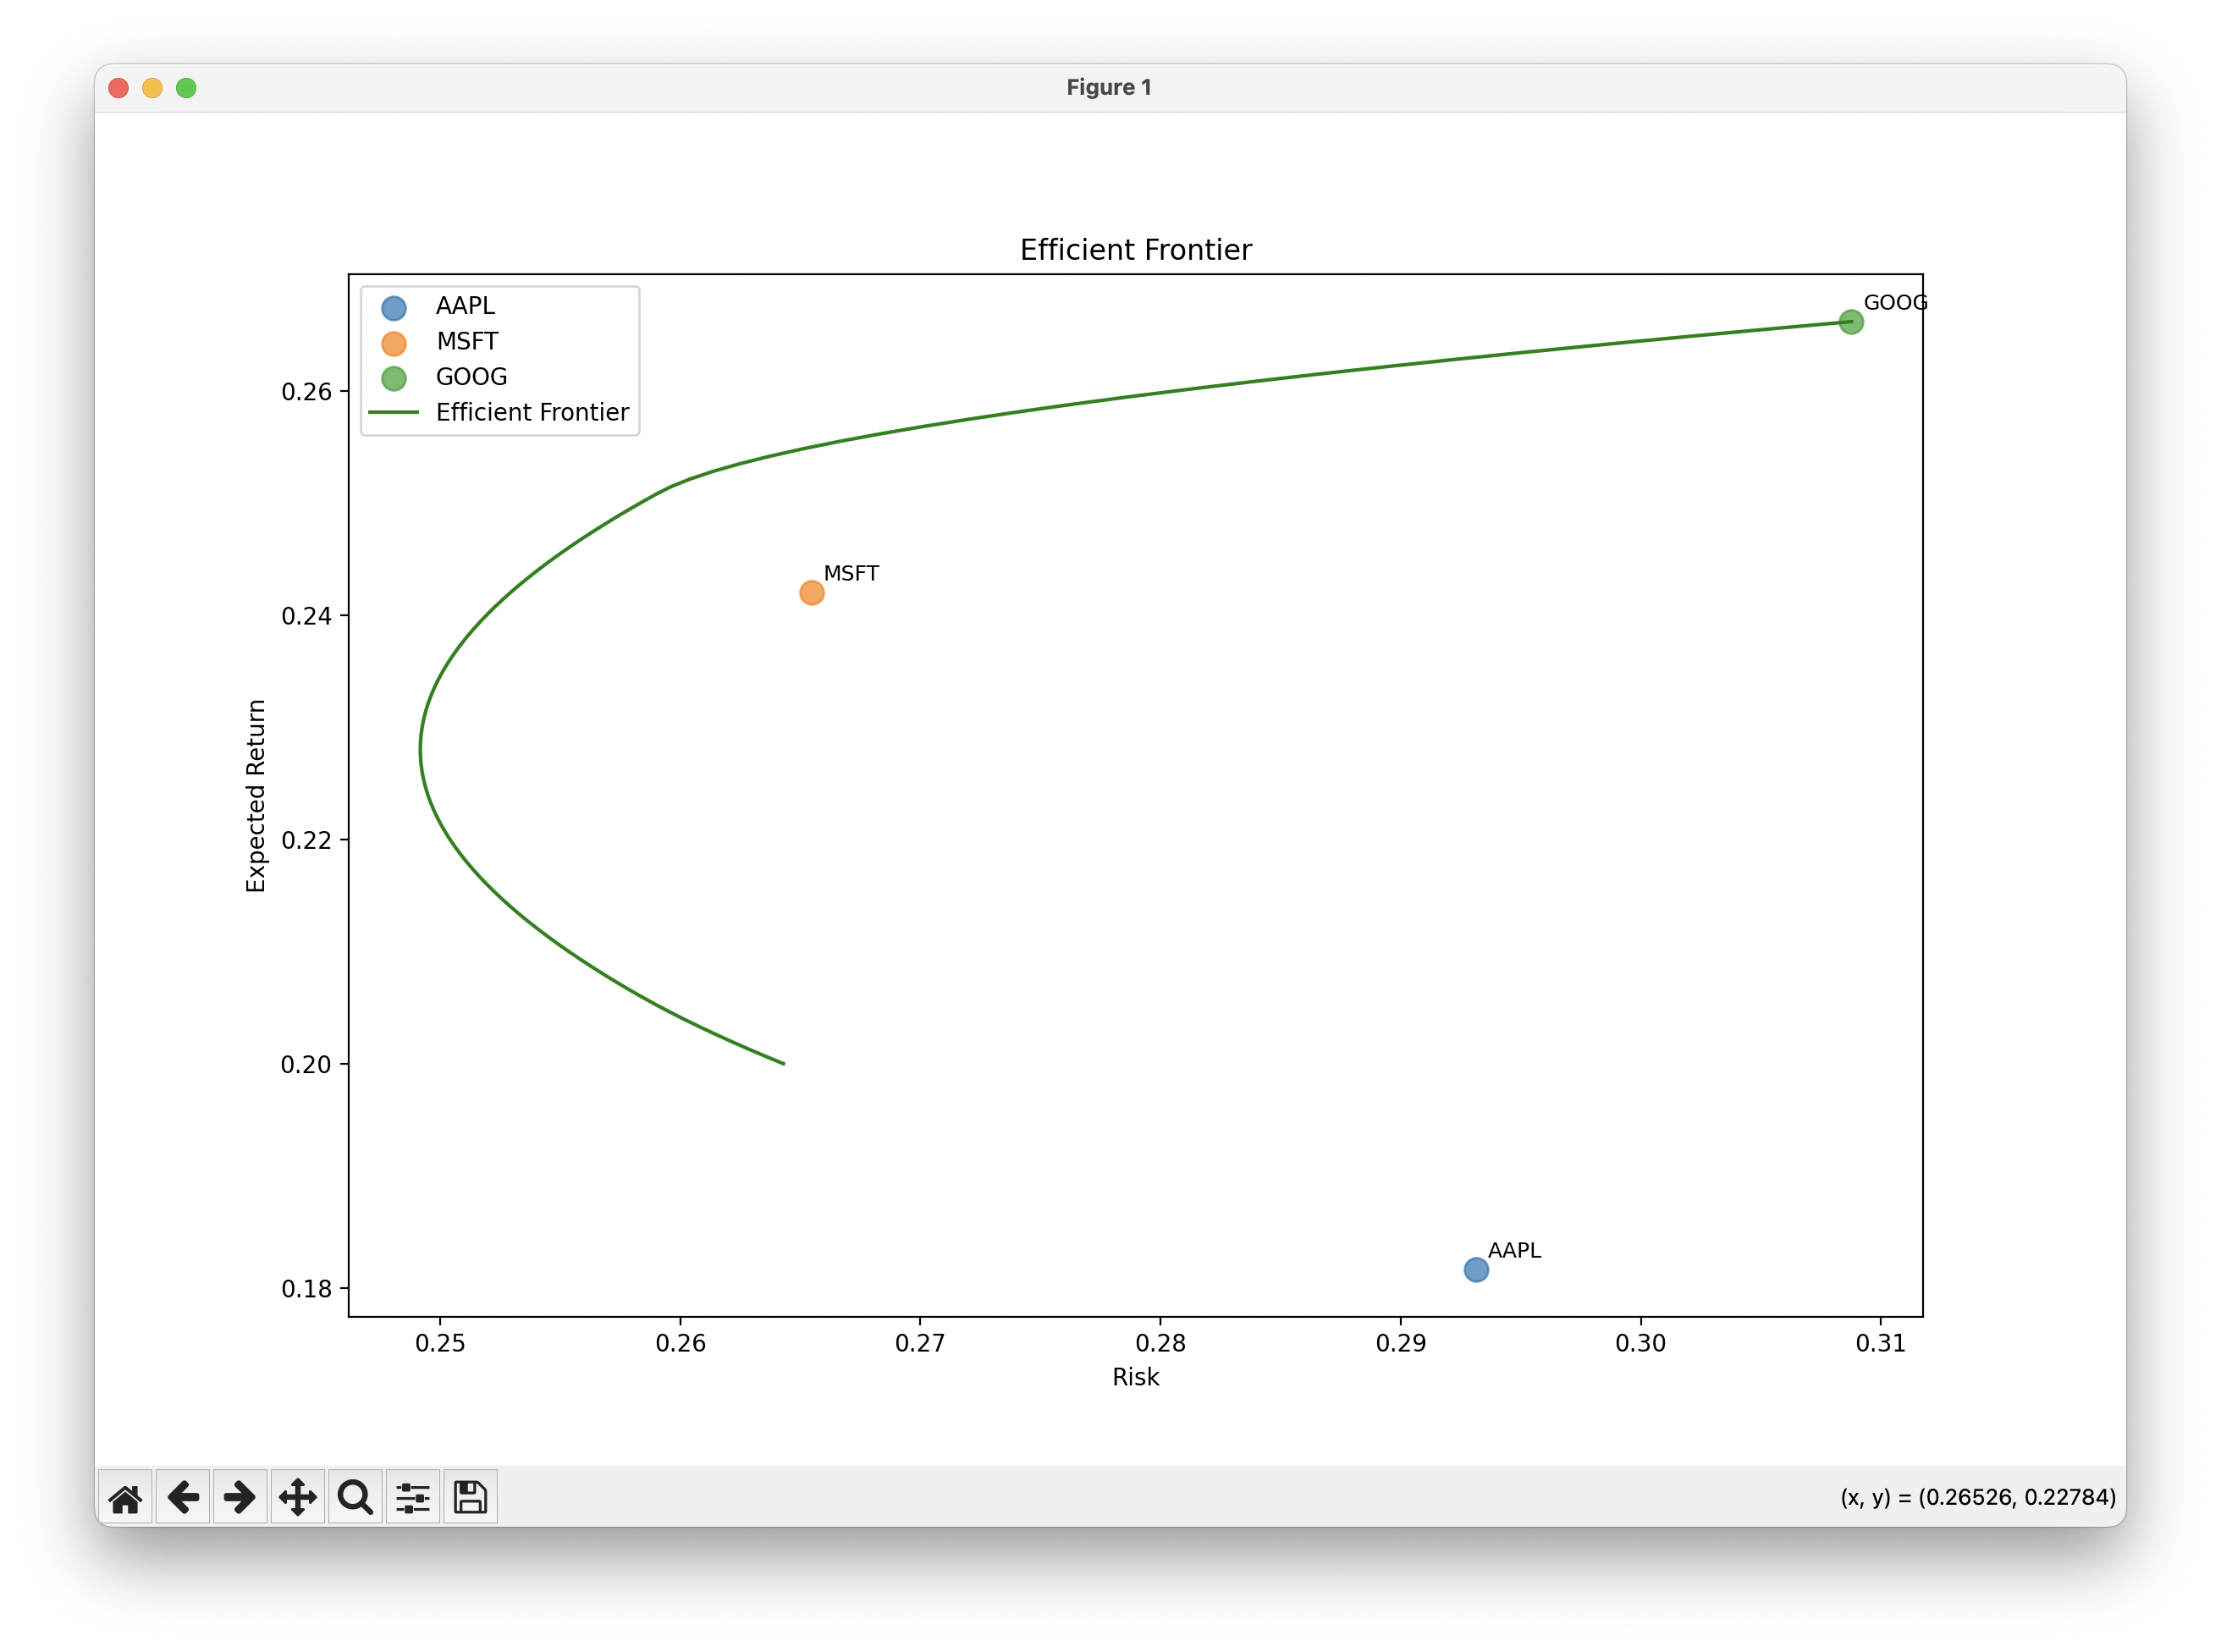 Figure 1
Efficient Frontier
AAPL
MSFT
GOOG
Efficient Frontier
GOOG
MSFT
AAPL
Expected Return
0.26
0.24
0.22
0.20
0.18
0.25 0.26 0.27 0.28 0.29 0.30 0.31
Risk
(x, y) = (0.26526, 0.22784)